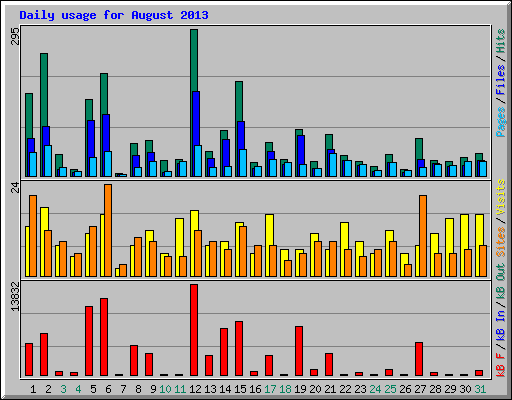 Daily usage for August 2013
295
Pages / Files / Hits
24
Sites / Visits
13832
kB F / kB In / kB Out
1 2 3 4 5 6 7 8 9 10 11 12 13 14 15 16 17 18 19 20 21 22 23 24 25 26 27 28 29 30 31